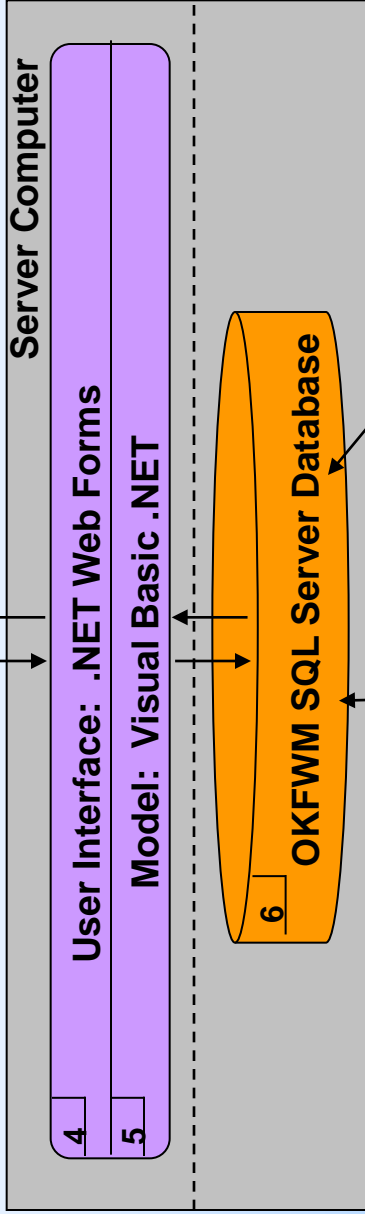 Server Computer
4
User Interface: .NET Web Forms
5
Model: Visual Basic .NET
6
OKFWM SQL Server Database